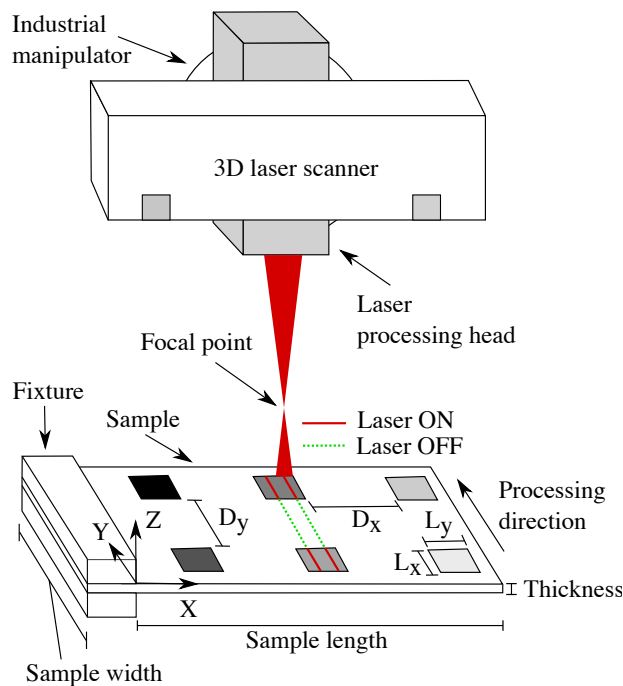 Industrial
manipulator
3D laser scanner
Laser
processing head
Focal point
Fixture
Sample
Laser ON
Laser OFF
Processing
direction
Y
Z
Dy
Dx
Ly
Lx
X
Thickness
Sample length
Sample width